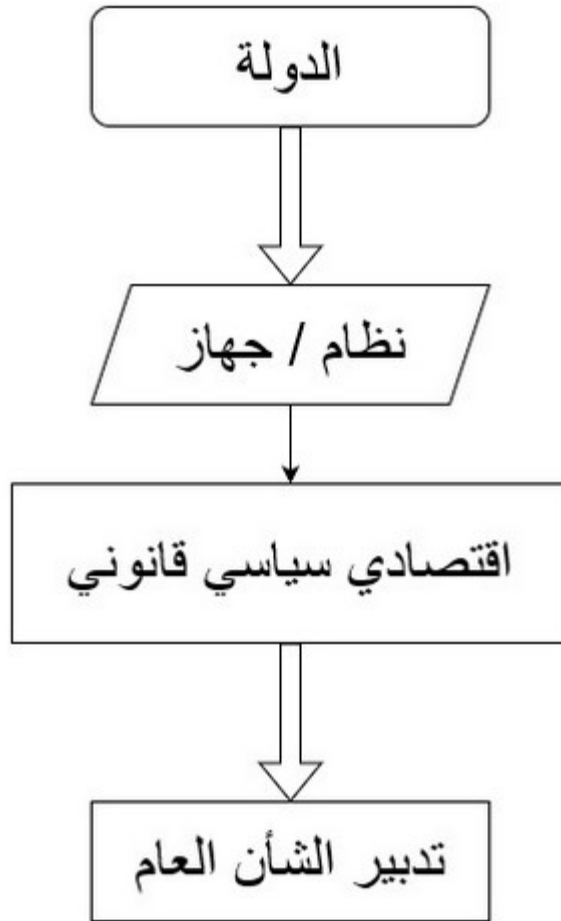 الدولة
نظام / جهاز
اقتصادي سياسي قانوني
تدبير الشأن العام